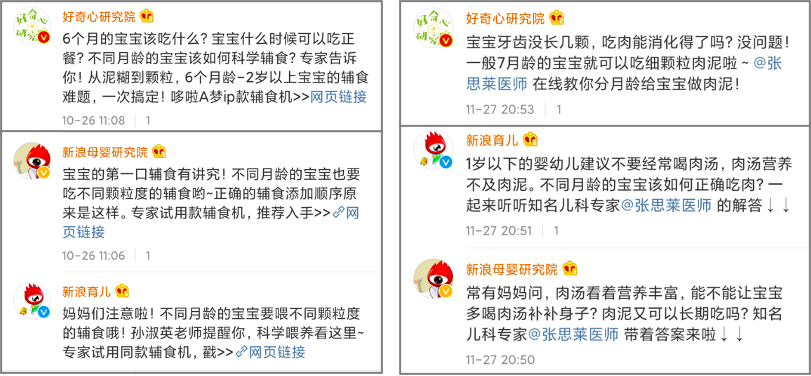 好奇心研究院
6个月的宝宝该吃什么？宝宝什么时候可以吃正
餐？不同月龄的宝宝该如何科学辅食？专家告诉
你！从泥糊到颗粒，6个月龄-2岁以上宝宝的辅食
难题，一次搞定！哆啦A梦ip款辅食机>>网页链接
10-26 11:08 1
新浪母婴研究院
宝宝的第一口辅食有讲究！不同月龄的宝宝也要
吃不同颗粒度的辅食哟~正确的辅食添加顺序原
来是这样。专家试用款辅食机，推荐入手>>网
页链接
10-26 11:06 1
新浪育儿
妈妈们注意啦！不同月龄的宝宝要喂不同颗粒度
的辅食哦！孙淑英老师提醒你，科学喂养看这里~
专家试用同款辅食机，戳>>网页链接
好奇心研究院
宝宝牙齿没长几颗，吃肉能消化得了吗？没问题！
一般7月龄的宝宝就可以吃细颗粒肉泥啦~@张
思莱医师 在线教你分月龄给宝宝做肉泥！
11-27 20:53 1
新浪育儿
1岁以下的婴幼儿建议不要经常喝肉汤，肉汤营养
不及肉泥。不同月龄的宝宝该如何正确吃肉？一
起来听听知名儿科专家@张思莱医师 的解答↓↓
11-27 20:51 1
新浪母婴研究院
常有妈妈问，肉汤看着营养丰富，能不能让宝宝
多喝肉汤补补身子？肉泥又可以长期吃吗？知名
儿科专家@张思莱医师 带着答案来啦↓↓
11-27 20:50